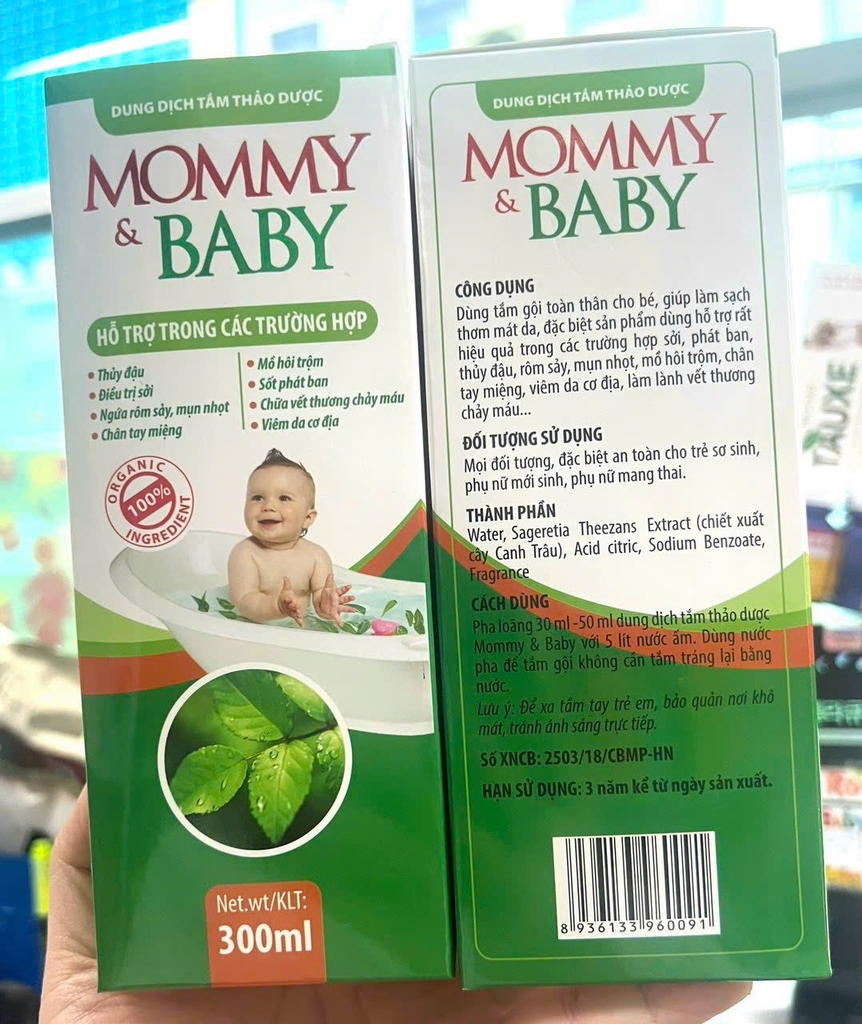 DUNG DỊCH TẮM THẢO DƯỢC
MOMMY
& BABY
HỖ TRỢ TRONG CÁC TRƯỜNG HỢP
• Thủy đậu
• Điều trị sởi
• Ngứa rôm sảy, mụn nhọt
• Chân tay miệng
• Mồ hôi trộm
• Sốt phát ban
• Chữa vết thương chảy máu
• Viêm da cơ địa
ORGANIC
100%
INGREDIENT
Net.wt/KLT:
300ml
DUNG DỊCH TẮM THẢO DƯỢC
MOMMY
& BABY
CÔNG DỤNG
Dùng tắm gội toàn thân cho bé, giúp làm sạch
thơm mát da, đặc biệt sản phẩm dùng hỗ trợ rất
hiệu quả trong các trường hợp sởi, phát ban,
thủy đậu, rôm sảy, mụn nhọt, mồ hôi trộm, chân
tay miệng, viêm da cơ địa, làm lành vết thương
chảy máu...
ĐỐI TƯỢNG SỬ DỤNG
Mọi đối tượng, đặc biệt an toàn cho trẻ sơ sinh,
phụ nữ mới sinh, phụ nữ mang thai.
THÀNH PHẦN
Water, Sageretia Theezans Extract (chiết xuất
cây Canh Trâu), Acid citric, Sodium Benzoate,
Fragrance
CÁCH DÙNG
Pha loãng 30 ml -50 ml dung dịch tắm thảo dược
Mommy & Baby với 5 lít nước ấm. Dùng nước
pha để tắm gội không cần tắm tráng lại bằng
nước.
Lưu ý: Để xa tầm tay trẻ em, bảo quản nơi khô
mát, tránh ánh sáng trực tiếp.
Số XNCB: 2503/18/CBMP-HN
HẠN SỬ DỤNG: 3 năm kể từ ngày sản xuất.
8 936133 960091
TAUXE